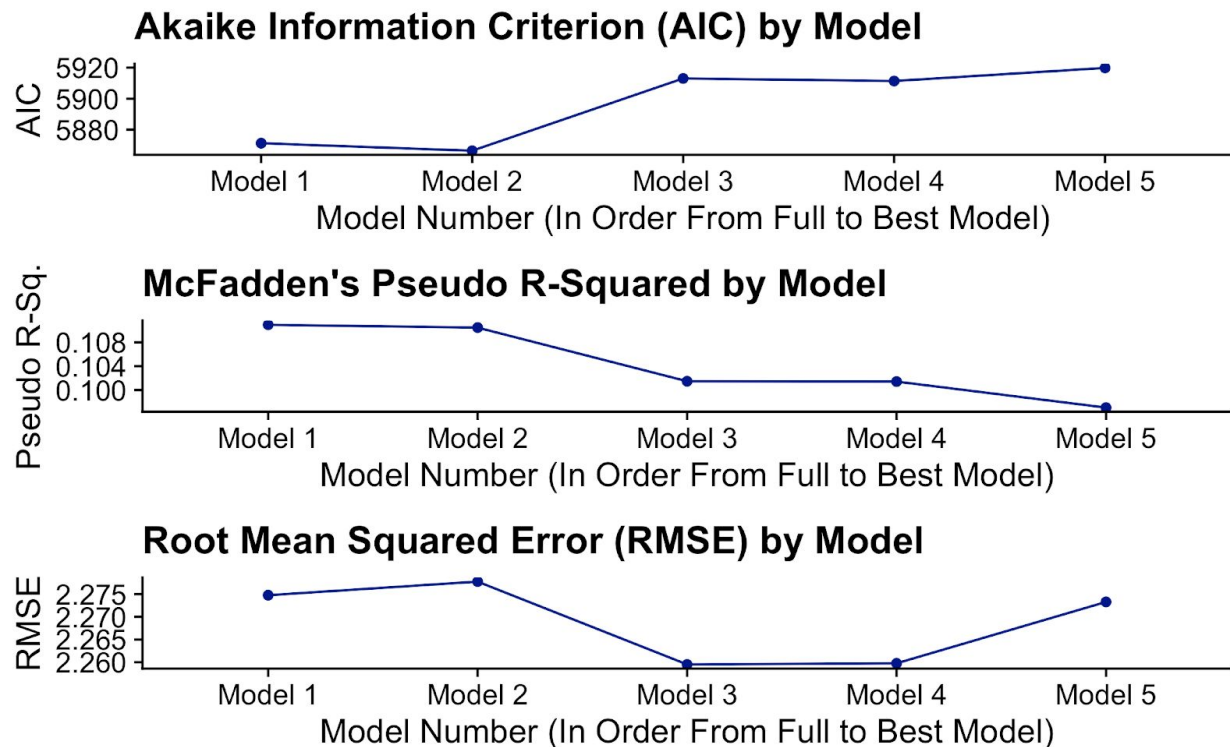 Akaike Information Criterion (AIC) by Model
AIC
5920
5900
5880
Model 1 Model 2 Model 3 Model 4 Model 5
Model Number (In Order From Full to Best Model)
McFadden's Pseudo R-Squared by Model
Pseudo R-Sq.
0.108
0.104
0.100
Model 1 Model 2 Model 3 Model 4 Model 5
Model Number (In Order From Full to Best Model)
Root Mean Squared Error (RMSE) by Model
RMSE
2.275
2.270
2.265
2.260
Model 1 Model 2 Model 3 Model 4 Model 5
Model Number (In Order From Full to Best Model)